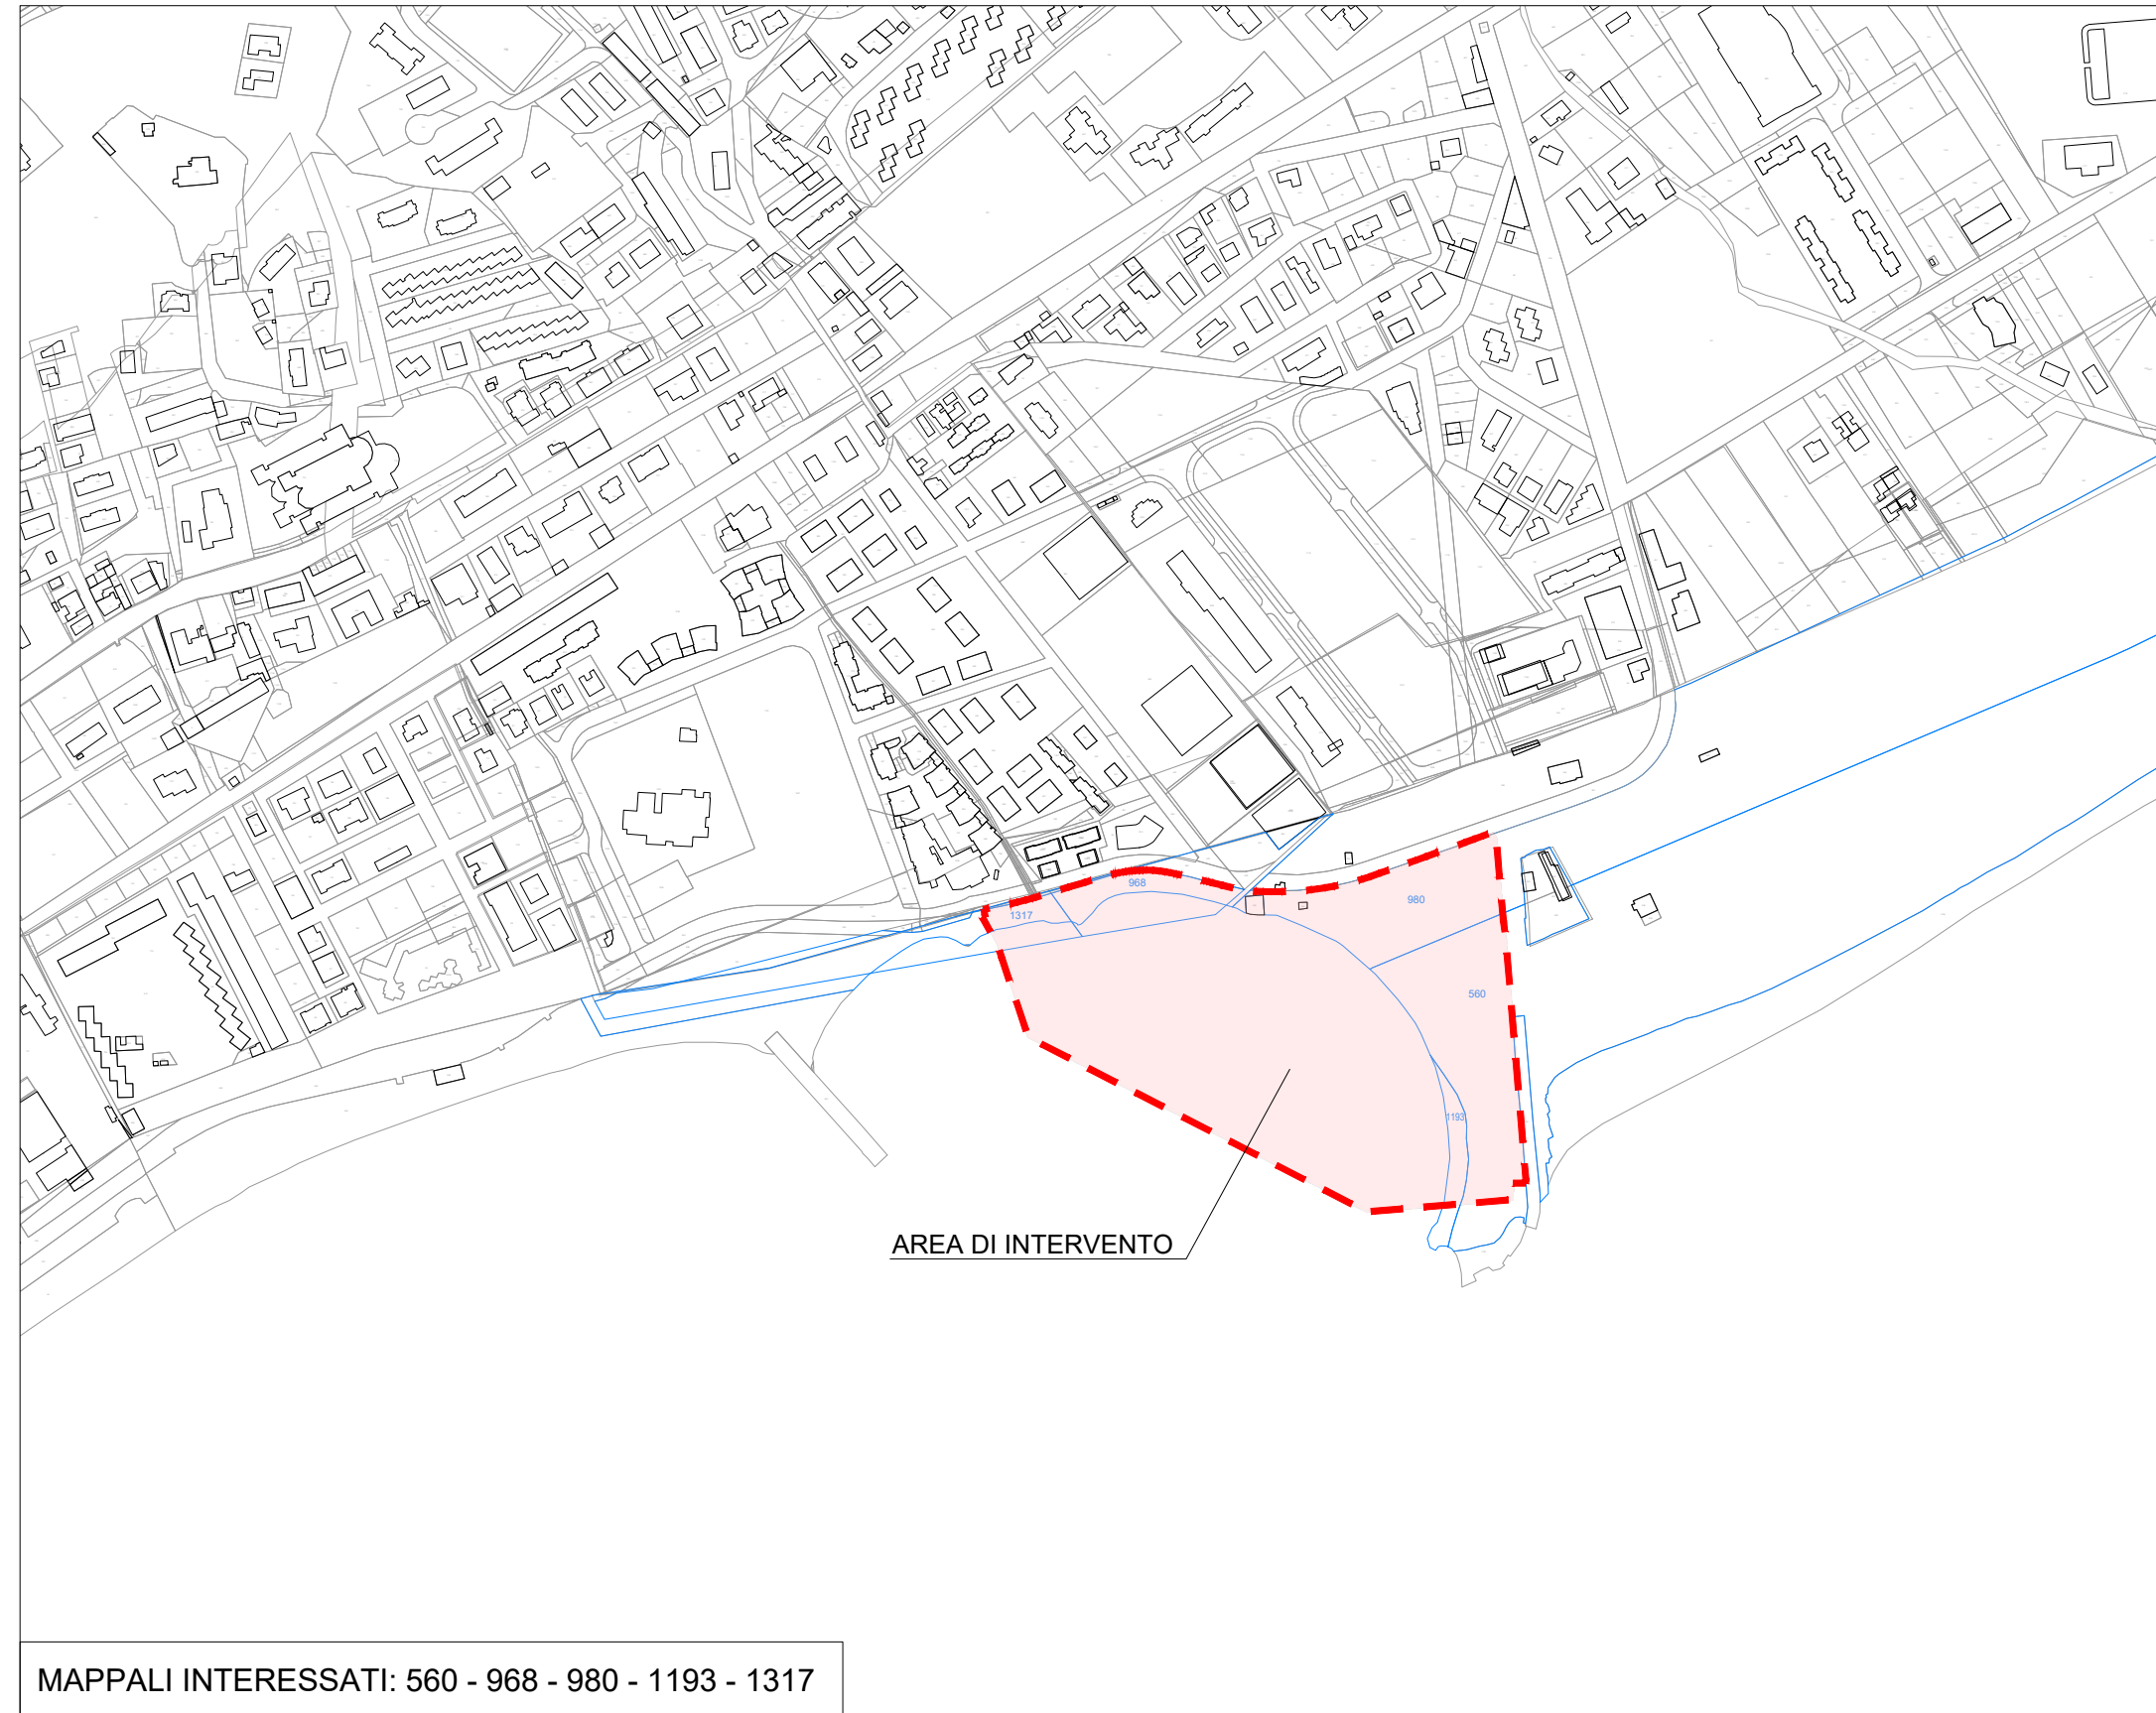 968
1317
980
560
1193
AREA DI INTERVENTO
MAPPALI INTERESSATI: 560 - 968 - 980 - 1193 - 1317